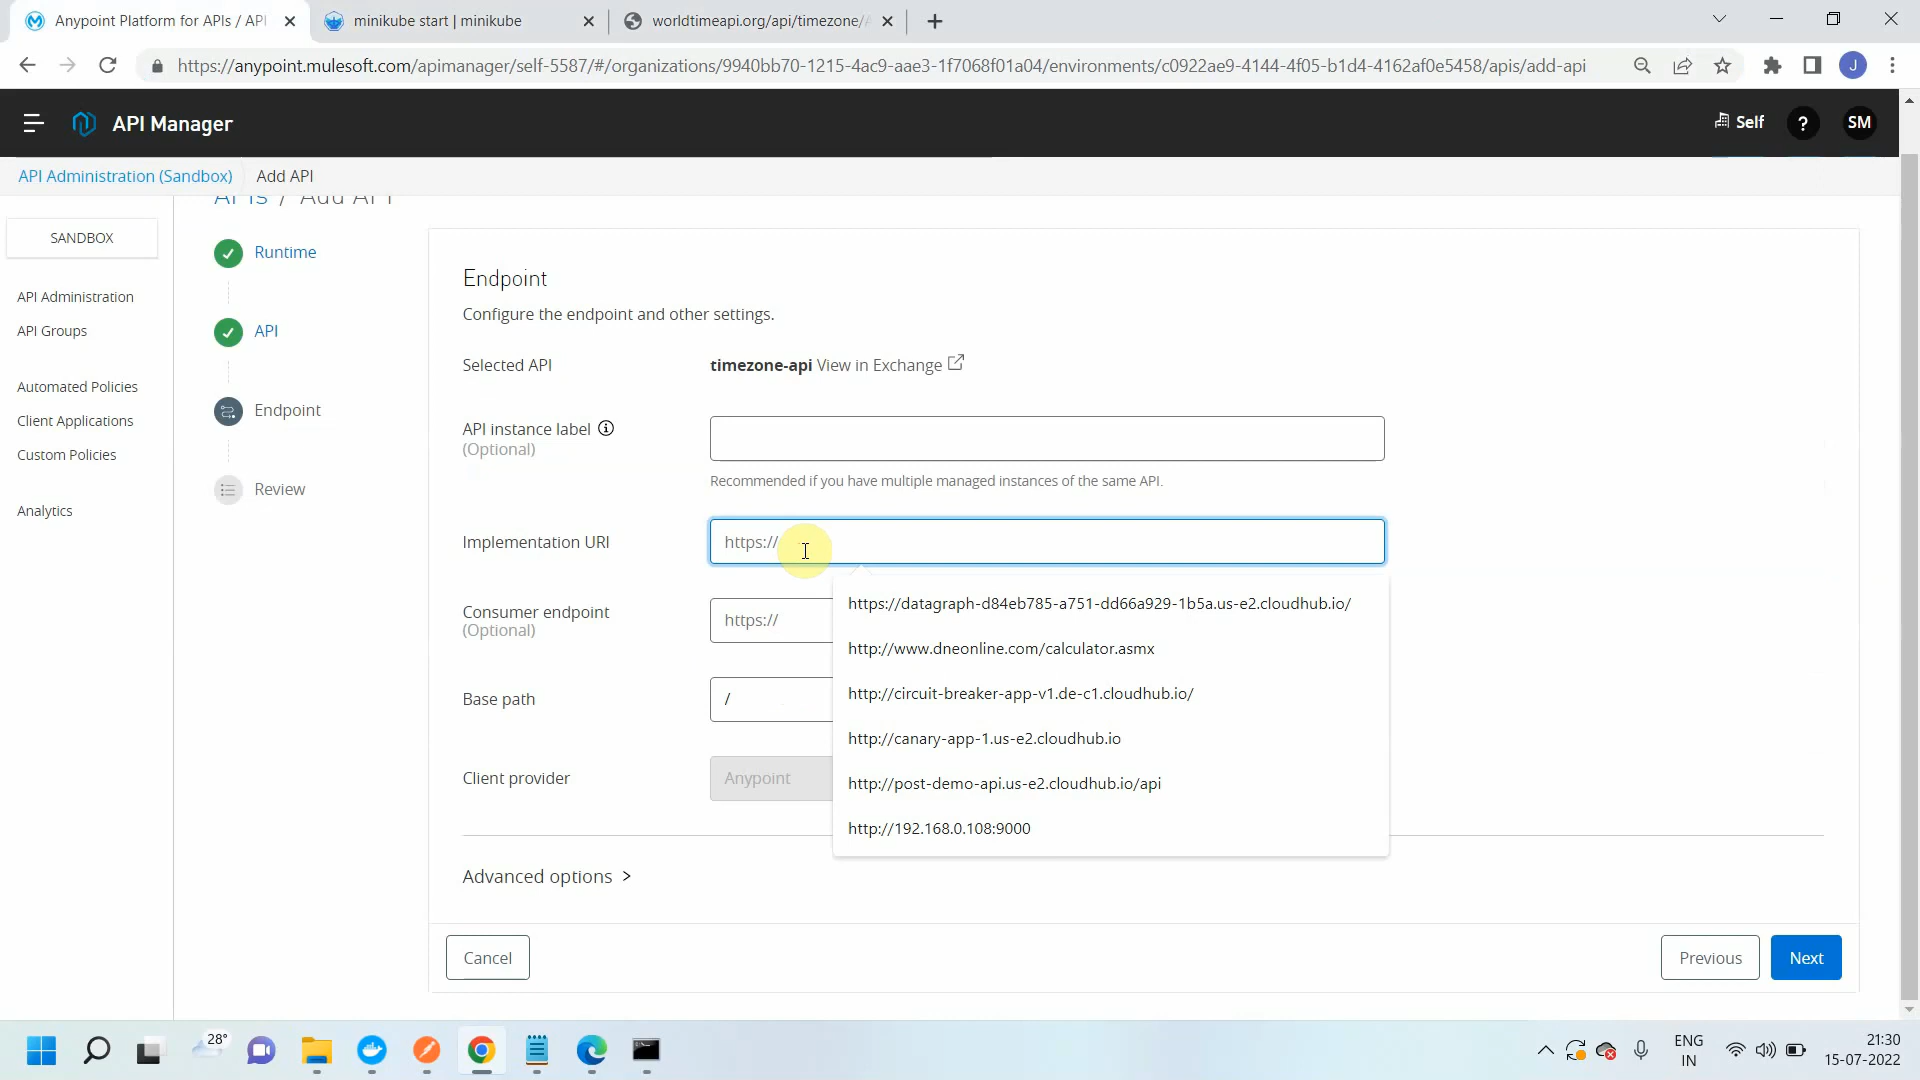 Anypoint Platform for APIs / API
minikube start | minikube
worldtimeapi.org/api/timezone/A
https://anypoint.mulesoft.com/apimanager/self-5587/#/organizations/9940bb70-1215-4ac9-aae3-1f7068f01a04/environments/c0922ae9-4144-4f05-b1d4-4162af0e5458/apis/add-api
J
API Manager
Self
?
SM
API Administration (Sandbox)
Add API
APIs / Add API
SANDBOX
API Administration
API Groups
Automated Policies
Client Applications
Custom Policies
Analytics
Runtime
API
Endpoint
Review
Endpoint
Configure the endpoint and other settings.
Selected API
timezone-api View in Exchange
API instance label
(Optional)
Recommended if you have multiple managed instances of the same API.
Implementation URI
https://
https://datagraph-d84eb785-a751-dd66a929-1b5a.us-e2.cloudhub.io/
http://www.dneonline.com/calculator.asmx
http://circuit-breaker-app-v1.de-c1.cloudhub.io/
http://canary-app-1.us-e2.cloudhub.io
http://post-demo-api.us-e2.cloudhub.io/api
http://192.168.0.108:9000
Consumer endpoint
(Optional)
https://
Base path
/
Client provider
Anypoint
Advanced options >
Cancel
Previous
Next
28°
ENG
IN
21:30
15-07-2022